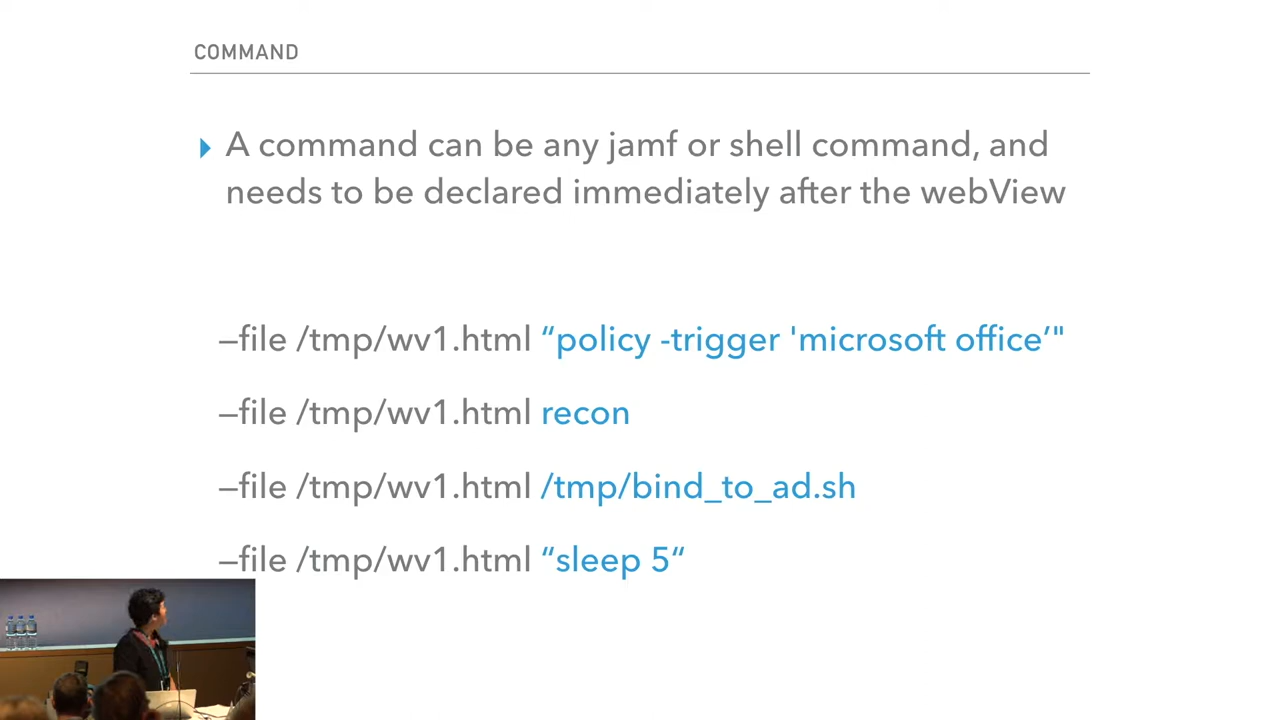 COMMAND
A command can be any jamf or shell command, and
needs to be declared immediately after the webView
—file /tmp/wv1.html “policy -trigger 'microsoft office’"
—file /tmp/wv1.html recon
—file /tmp/wv1.html /tmp/bind_to_ad.sh
—file /tmp/wv1.html “sleep 5“